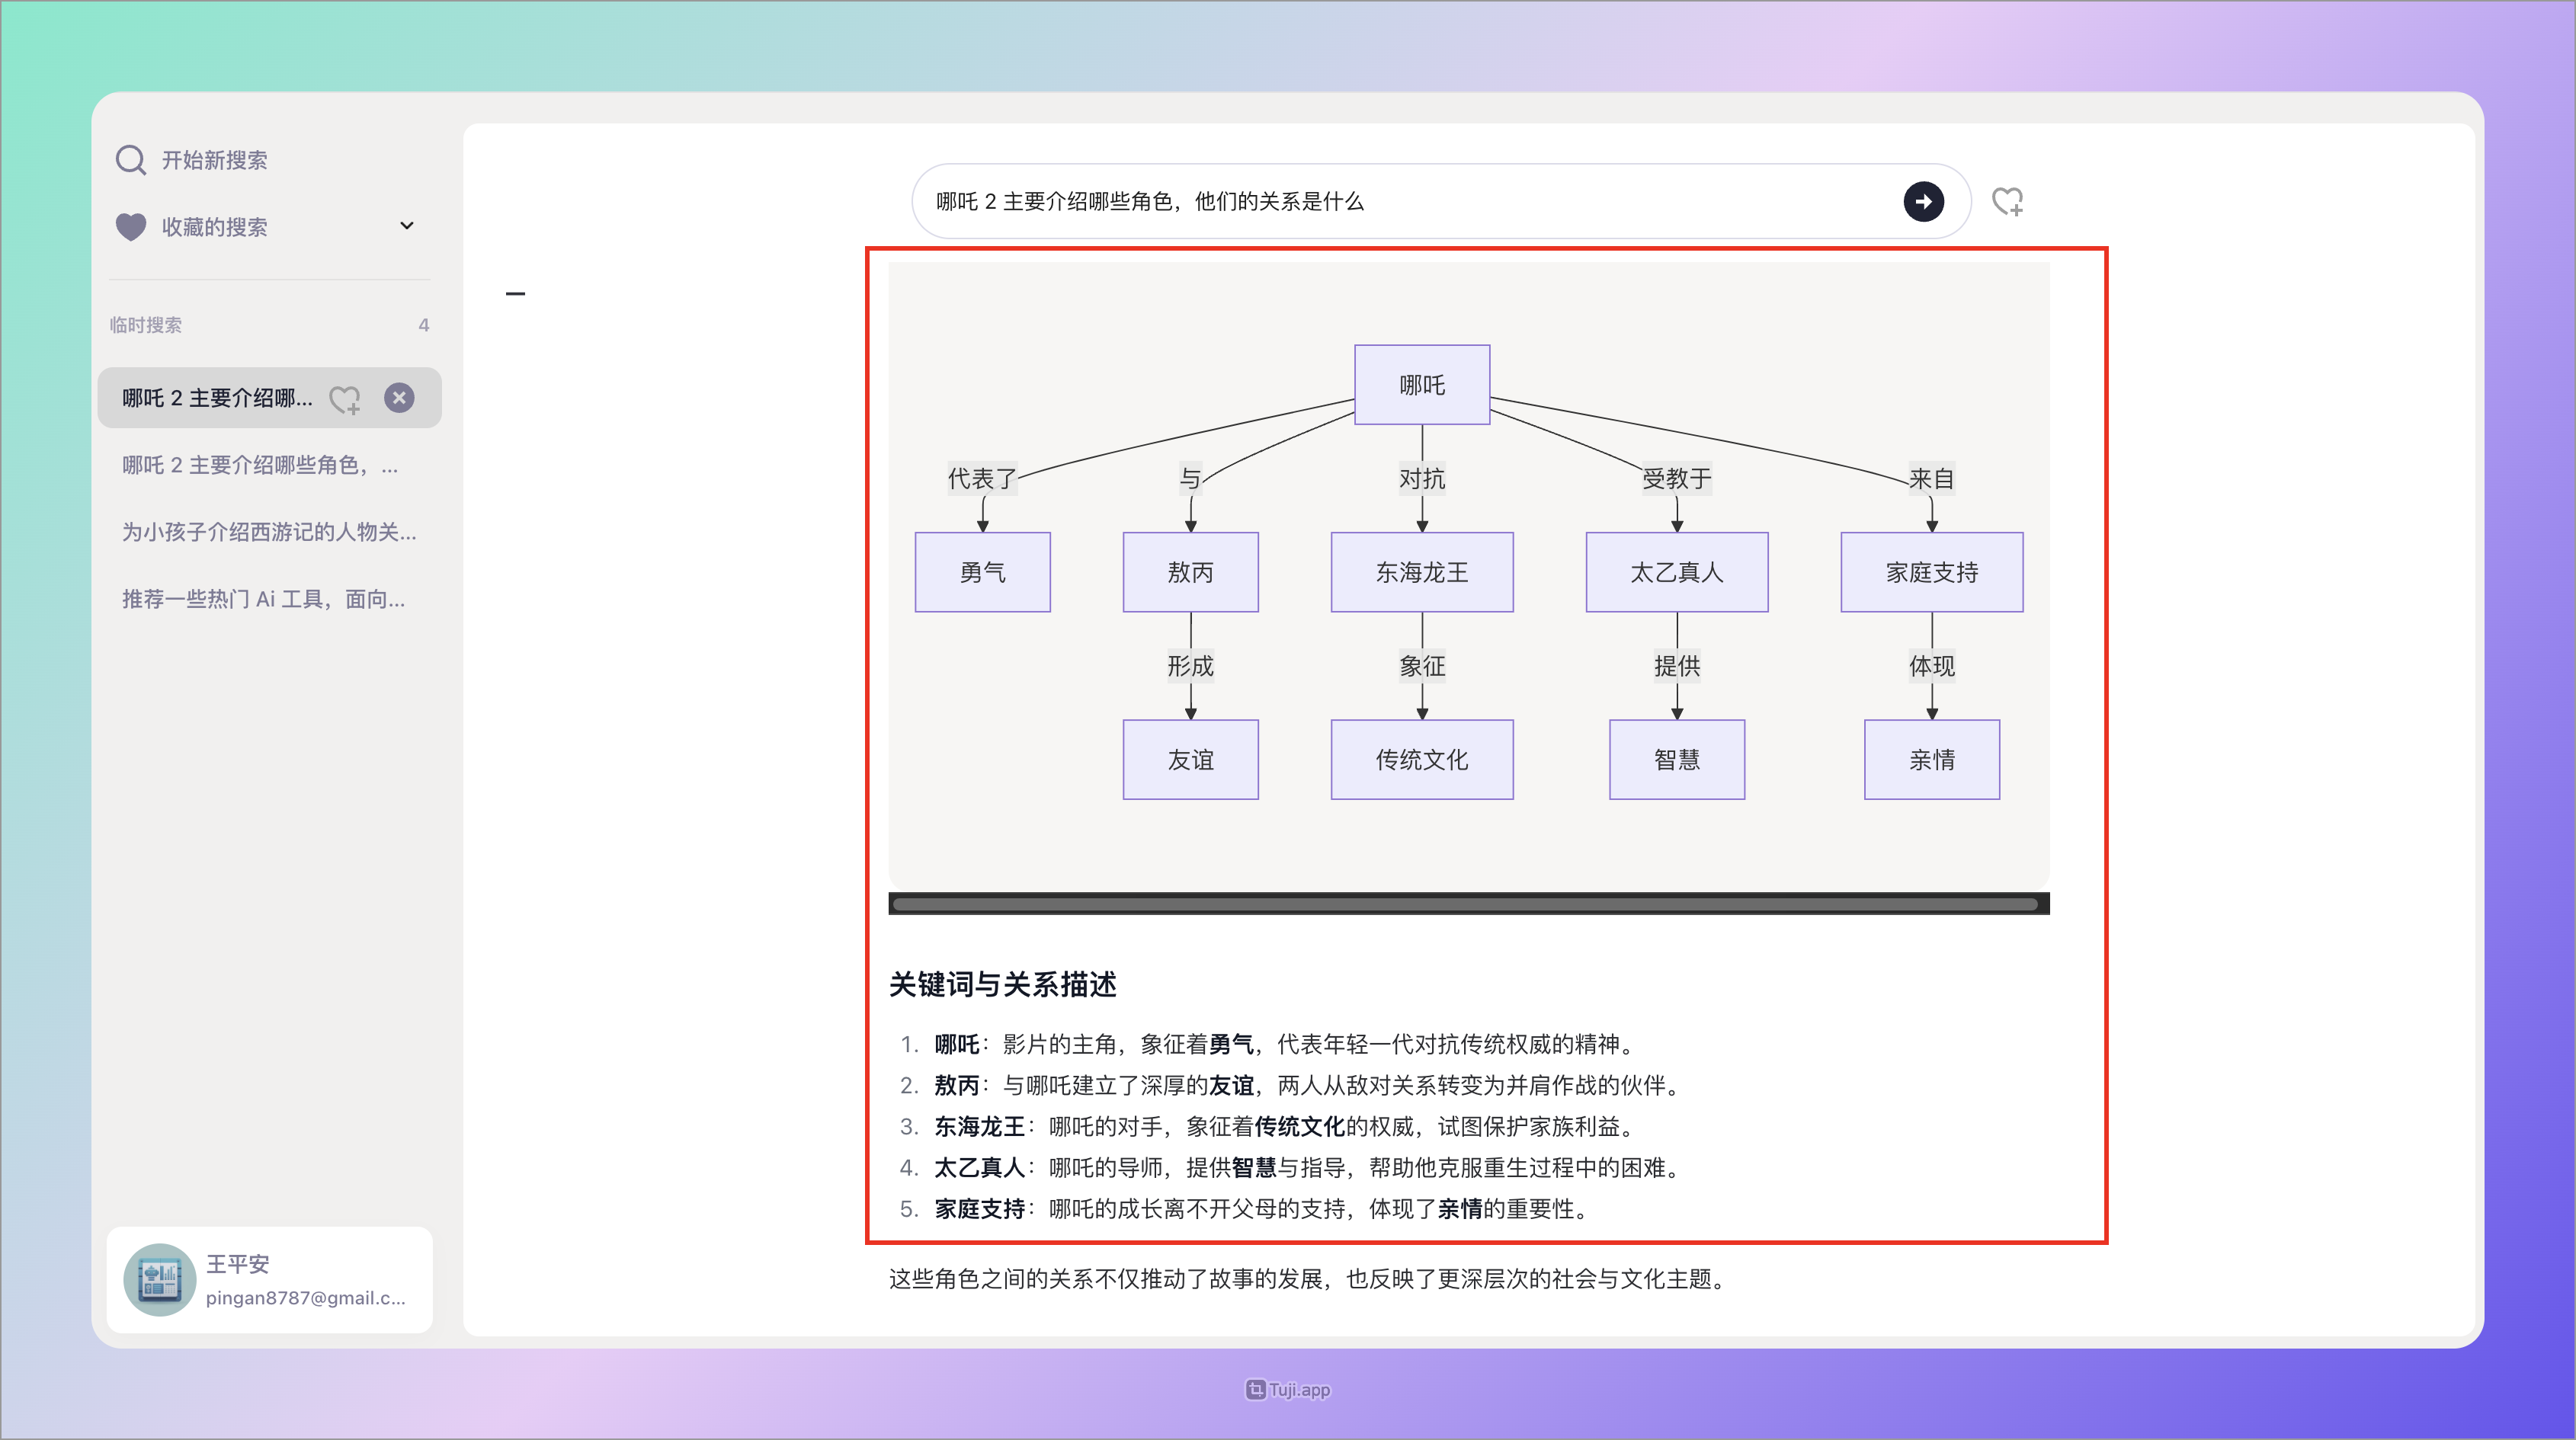 开始新搜索
收藏的搜索
临时搜索 4
哪吒 2 主要介绍哪...
哪吒 2 主要介绍哪些角色，...
为小孩子介绍西游记的人物关...
推荐一些热门 Ai 工具，面向...
王平安
pingan8787@gmail.c...
哪吒 2 主要介绍哪些角色，他们的关系是什么
哪吒
代表了 与 对抗 受教于 来自
勇气 敖丙 东海龙王 太乙真人 家庭支持
形成 象征 提供 体现
友谊 传统文化 智慧 亲情
关键词与关系描述
1. 哪吒：影片的主角，象征着勇气，代表年轻一代对抗传统权威的精神。
2. 敖丙：与哪吒建立了深厚的友谊，两人从敌对关系转变为并肩作战的伙伴。
3. 东海龙王：哪吒的对手，象征着传统文化的权威，试图保护家族利益。
4. 太乙真人：哪吒的导师，提供智慧与指导，帮助他克服重生过程中的困难。
5. 家庭支持：哪吒的成长离不开父母的支持，体现了亲情的重要性。
这些角色之间的关系不仅推动了故事的发展，也反映了更深层次的社会与文化主题。
Tuji.app